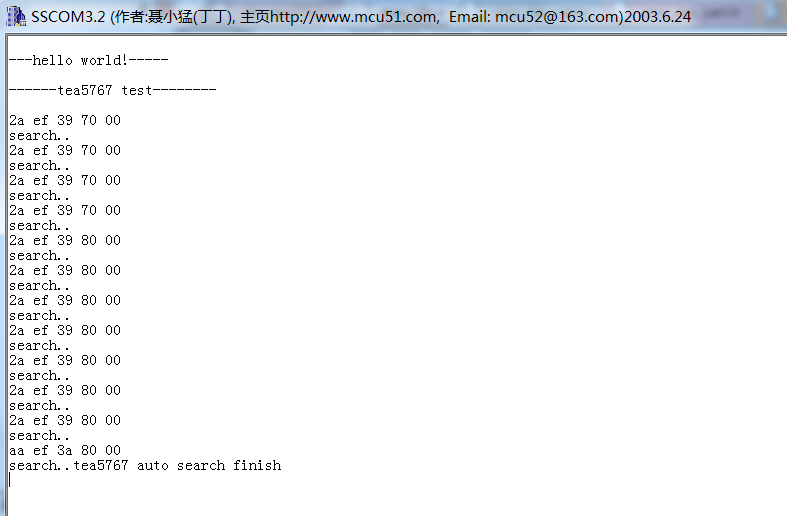 SSCOM3.2 (作者:聂小猛(丁丁), 主页http://www.mcu51.com, Email: mcu52@163.com)2003.6.24
---hello world!-----
------tea5767 test--------
2a ef 39 70 00
search..
2a ef 39 70 00
search..
2a ef 39 70 00
search..
2a ef 39 70 00
search..
2a ef 39 80 00
search..
2a ef 39 80 00
search..
2a ef 39 80 00
search..
2a ef 39 80 00
search..
2a ef 39 80 00
search..
2a ef 39 80 00
search..
2a ef 39 80 00
search..
aa ef 3a 80 00
search..tea5767 auto search finish